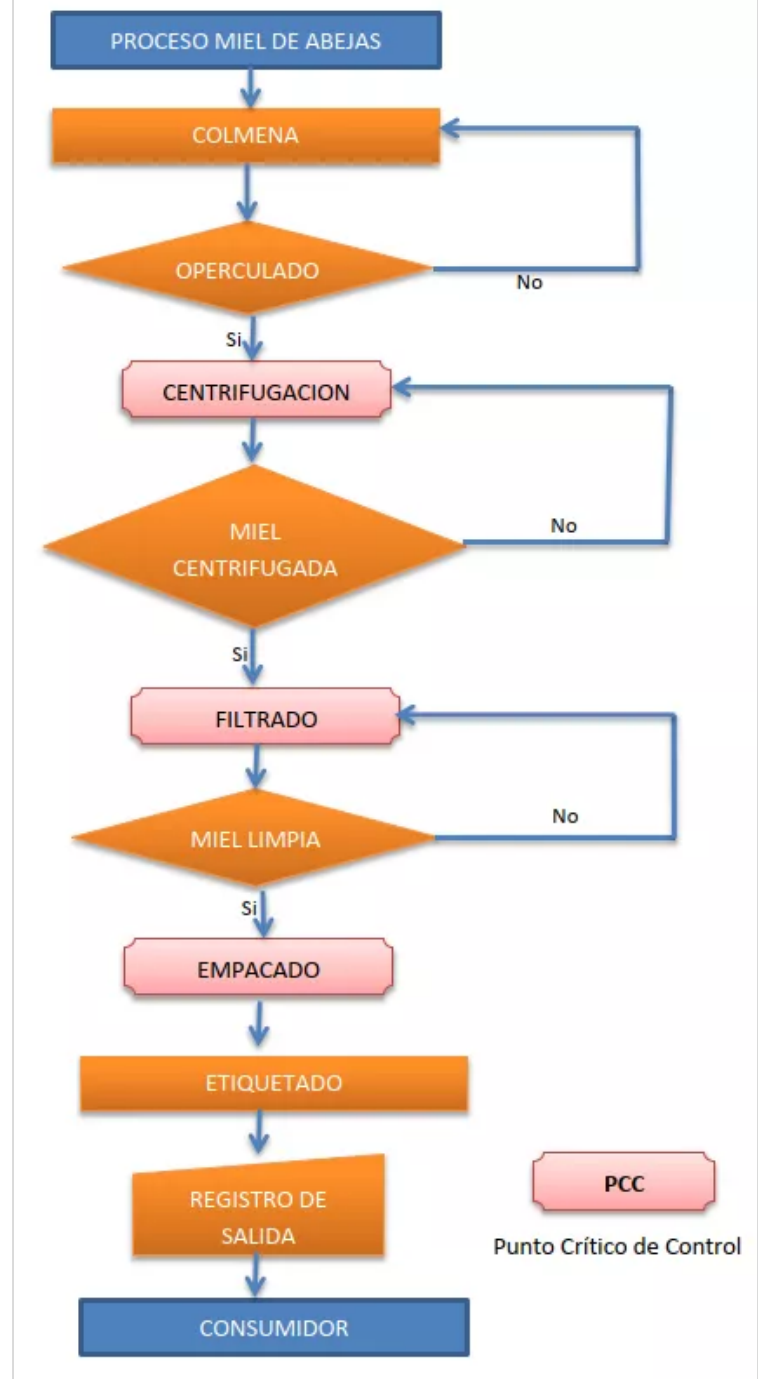 PROCESO MIEL DE ABEJAS
COLMENA
OPERCULADO
No
Si
CENTRIFUGACION
MIEL
CENTRIFUGADA
No
Si
FILTRADO
MIEL LIMPIA
No
Si
EMPACADO
ETIQUETADO
REGISTRO DE
SALIDA
PCC
Punto Crítico de Control
CONSUMIDOR